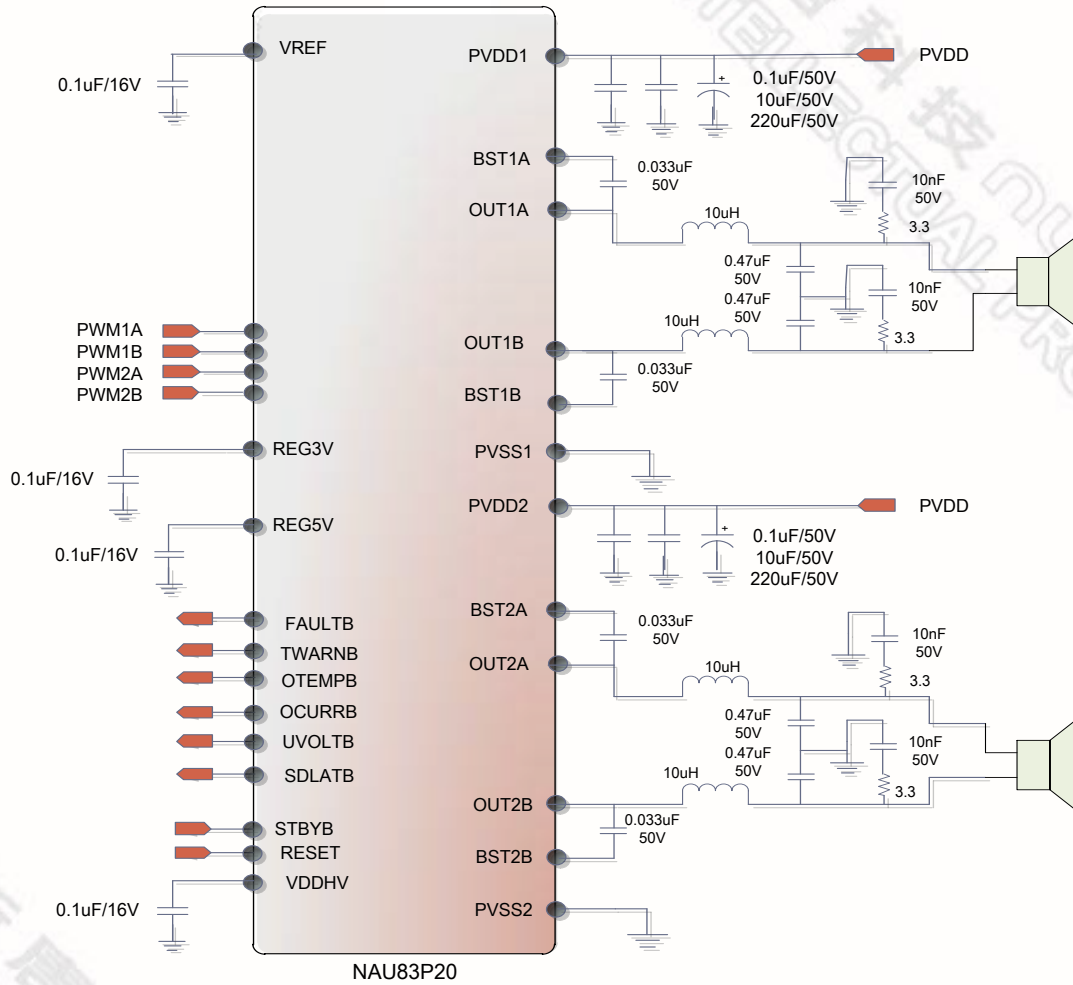 VREF
0.1uF/16V
PWM1A
PWM1B
PWM2A
PWM2B
REG3V
0.1uF/16V
REG5V
0.1uF/16V
FAULTB
TWARNB
OTEMPB
OCURRB
UVOLTB
SDLATB
STBYB
RESET
VDDHV
0.1uF/16V
PVDD1
PVDD
0.1uF/50V
10uF/50V
220uF/50V
BST1A
0.033uF
50V
OUT1A
10uH
10nF
50V
3.3
0.47uF
50V
0.47uF
50V
10nF
50V
3.3
10uH
OUT1B
0.033uF
50V
BST1B
PVSS1
PVDD2
PVDD
0.1uF/50V
10uF/50V
220uF/50V
BST2A
0.033uF
50V
OUT2A
10uH
10nF
50V
3.3
0.47uF
50V
0.47uF
50V
10nF
50V
3.3
10uH
OUT2B
0.033uF
50V
BST2B
PVSS2
NAU83P20
科技